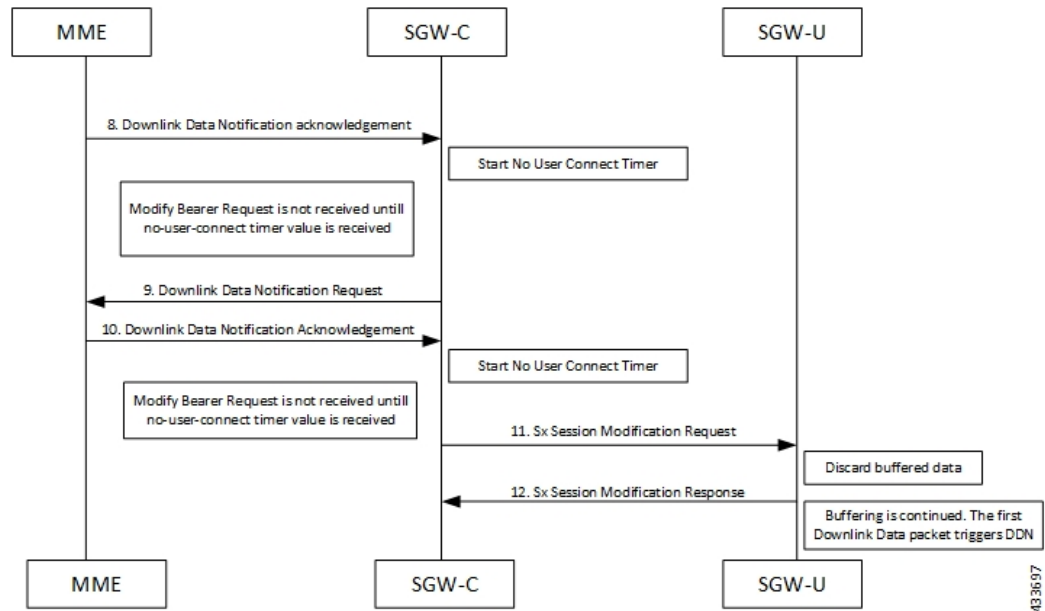 MME
SGW-C
SGW-U
8. Downlink Data Notification acknowledgement
Start No User Connect Timer
Modify Bearer Request is not received untill
no-user-connect timer value is received
9. Downlink Data Notification Request
10. Downlink Data Notification Acknowledgement
Start No User Connect Timer
Modify Bearer Request is not received untill
no-user-connect timer value is received
11. Sx Session Modification Request
Discard buffered data
12. Sx Session Modification Response
Buffering is continued. The first
Downlink Data packet triggers DDN
MME
SGW-C
SGW-U
433697